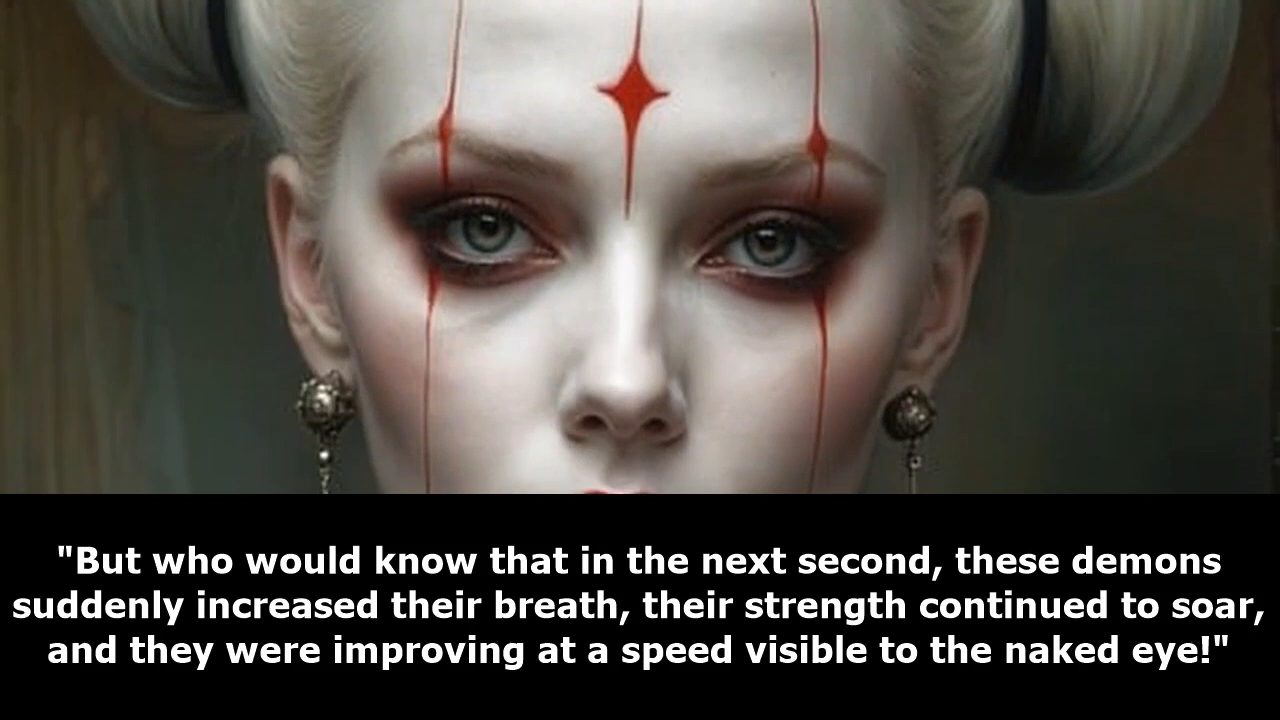 "But who would know that in the next second, these demons
suddenly increased their breath, their strength continued to soar,
and they were improving at a speed visible to the naked eye!"